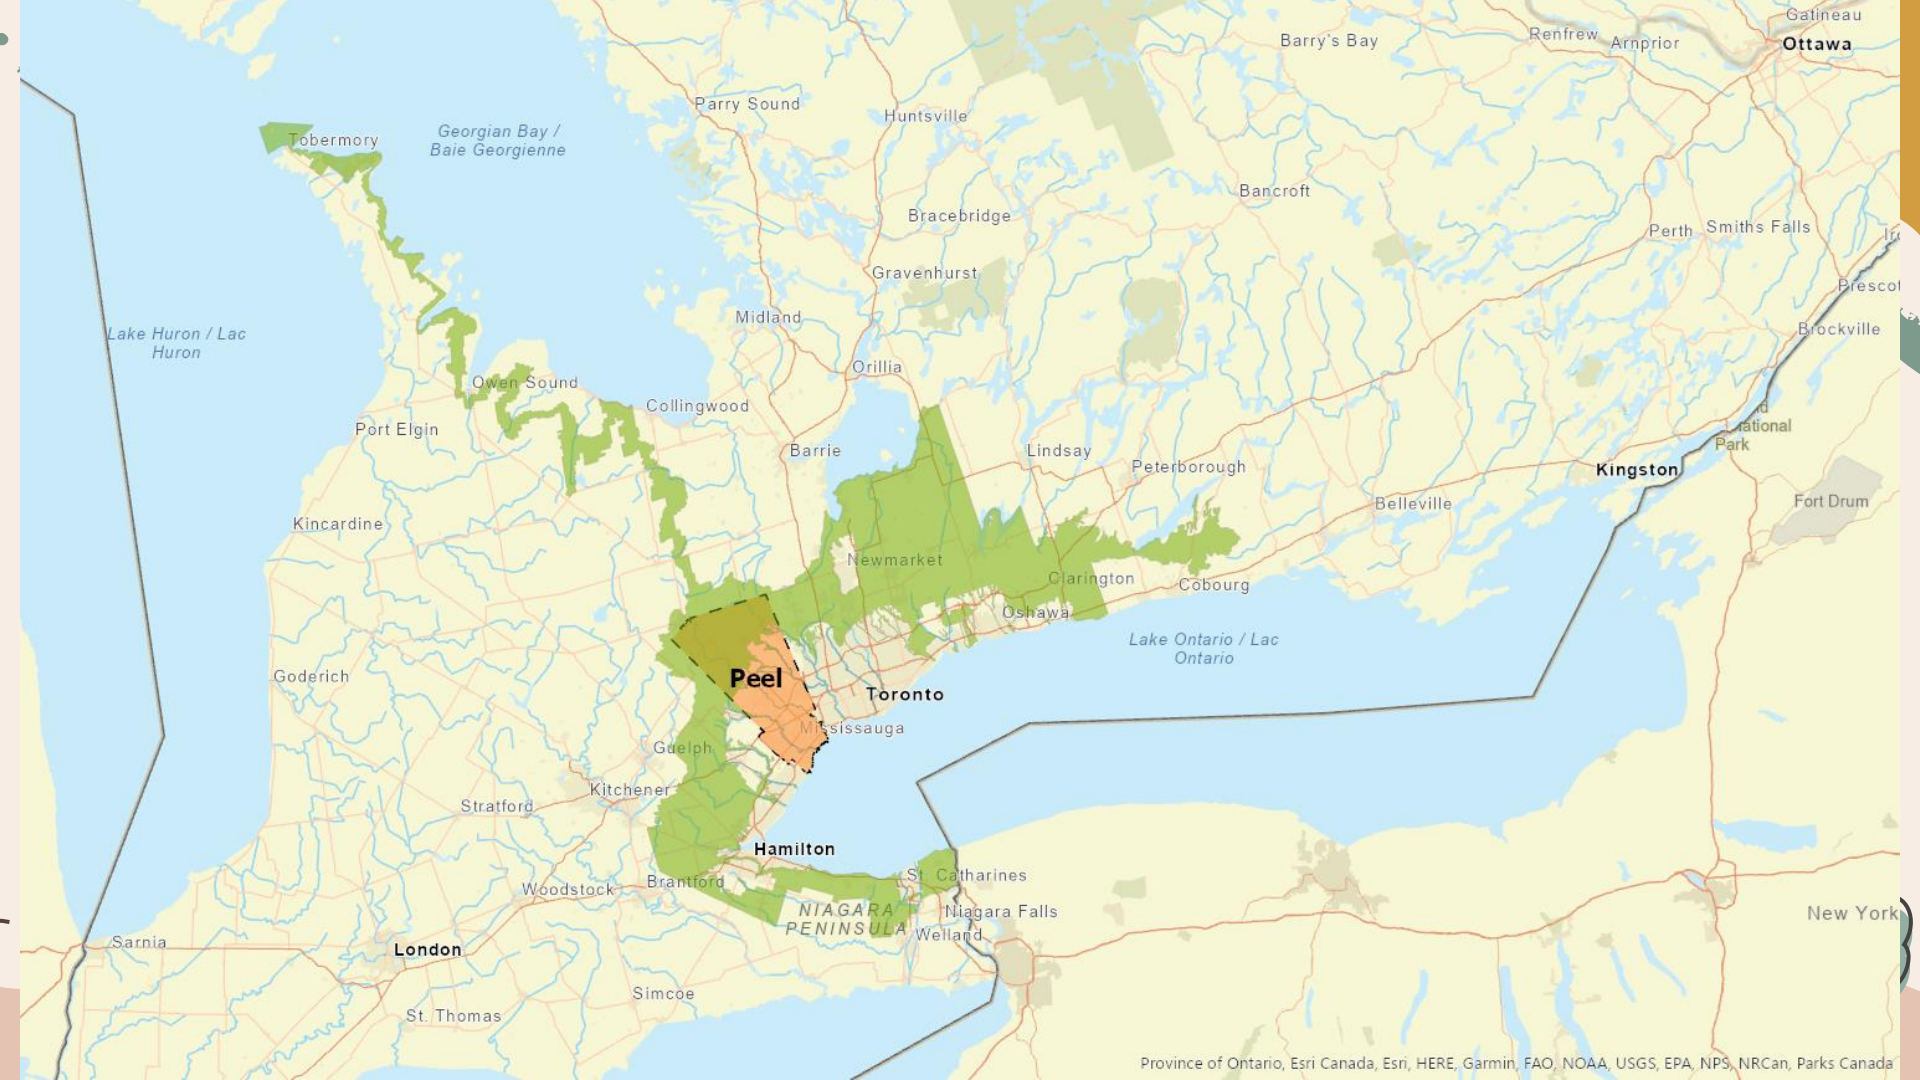 Gatineau
Ottawa
Renfrew
Arnprior
Barry's Bay
Parry Sound
Huntsville
Tobermory
Georgian Bay /
Baie Georgienne
Bancroft
Bracebridge
Perth
Smiths Falls
Gravenhurst
Midland
Brockville
Lake Huron / Lac
Huron
Orillia
Owen Sound
Collingwood
Port Elgin
Barrie
Lindsay
Peterborough
Kingston
Park
Belleville
Fort Drum
Kincardine
Newmarket
Clarington
Cobourg
Oshawa
Lake Ontario / Lac
Ontario
Goderich
Peel
Toronto
Mississauga
Guelph
Kitchener
Stratford
Hamilton
St. Catharines
Brantford
Woodstock
NIAGARA
PENINSULA
Niagara Falls
Welland
New York
Sarnia
London
Simcoe
St. Thomas
Province of Ontario, Esri Canada, Esri, HERE, Garmin, FAO, NOAA, USGS, EPA, NPS, NRCan, Parks Canada